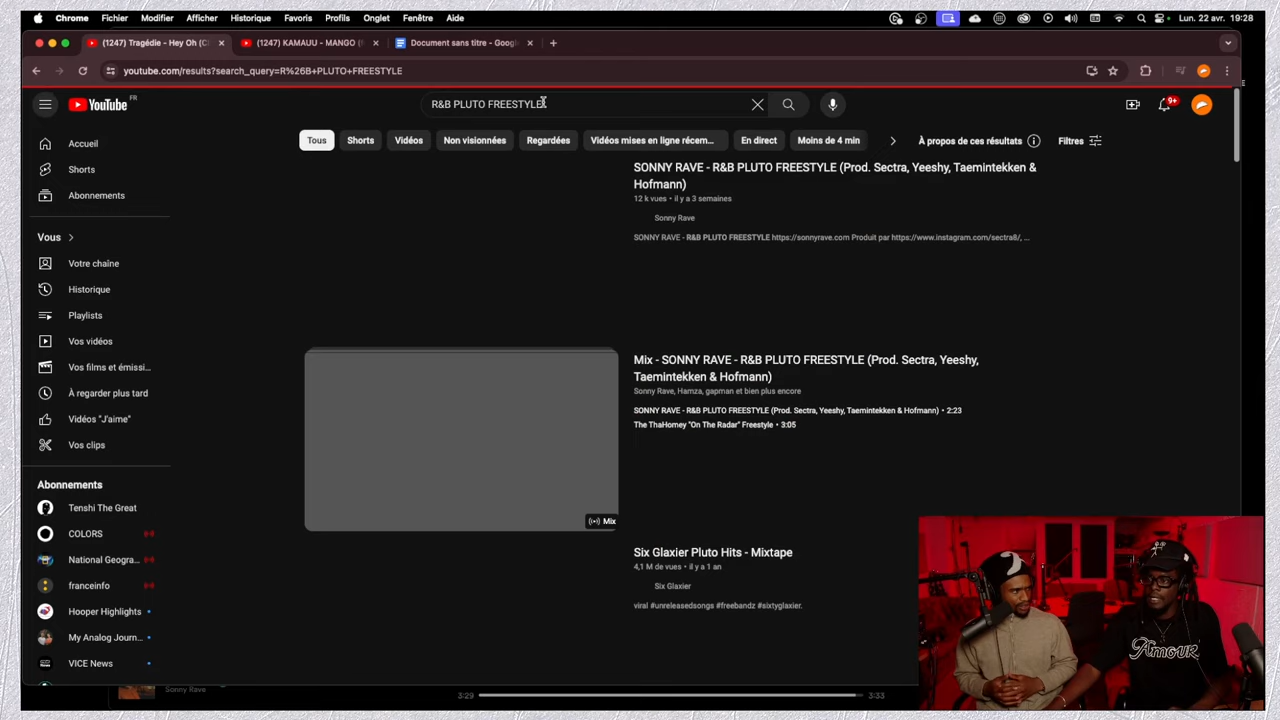 Chrome Fichier Modifier Afficher Historique Favoris Profils Onglet Fenêtre Aide Lun. 22 avr. 19:28
(1247) Tragédie - Hey Oh (C (1247) KAMAUU - MANGO ( Document sans titre - Goog
youtube.com/results?search_query=R%26B+PLUTO+FREESTYLE
YouTube FR R&B PLUTO FREESTYLE 9+
Tous Shorts Vidéos Non visionnées Regardées Vidéos mises en ligne récem... En direct Moins de 4 min À propos de ces résultats Filtres
Accueil
Shorts
Abonnements
Vous
Votre chaîne
Historique
Playlists
Vos vidéos
Vos films et émissi...
À regarder plus tard
Vidéos "J'aime"
Vos clips
Abonnements
Tenshi The Great
COLORS
National Geogra...
franceinfo
Hooper Highlights
My Analog Journ...
VICE News
SONNY RAVE - R&B PLUTO FREESTYLE (Prod. Sectra, Yeeshy, Taemintekken &
Hofmann)
12 k vues • il y a 3 semaines
Sonny Rave
SONNY RAVE - R&B PLUTO FREESTYLE https://sonnyrave.com Produit par https://www.instagram.com/sectra8/, ...
Mix - SONNY RAVE - R&B PLUTO FREESTYLE (Prod. Sectra, Yeeshy,
Taemintekken & Hofmann)
Sonny Rave, Hamza, gapman et bien plus encore
SONNY RAVE - R&B PLUTO FREESTYLE (Prod. Sectra, Yeeshy, Taemintekken & Hofmann) • 2:23
The ThaHomey "On The Radar" Freestyle • 3:05
Mix
Six Glaxier Pluto Hits - Mixtape
4,1 M de vues • il y a 1 an
Six Glaxier
viral #unreleasedsongs #freebandz #sixtyglaxier.
Amour
Sonny Rave
3:29 3:33